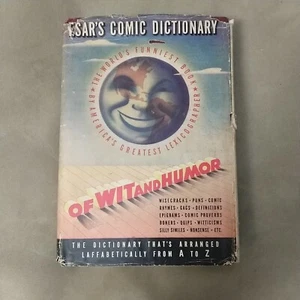 ESAR'S COMIC DICTIONARY
THE WORLD'S FUNNIEST BOOK
BY AMERICA'S GREATEST LEXICOGRAPHER
OF WIT AND HUMOR
WISECRACKS · PUNS · COMIC
RHYMES · GAGS · DEFINITIONS
EPIGRAMS · COMIC PROVERBS
BONERS · QUIPS · WITTICISMS
SILLY SIMILES · NONSENSE · ETC.
THE DICTIONARY THAT'S ARRANGED
LAFFABETICALLY FROM A TO Z